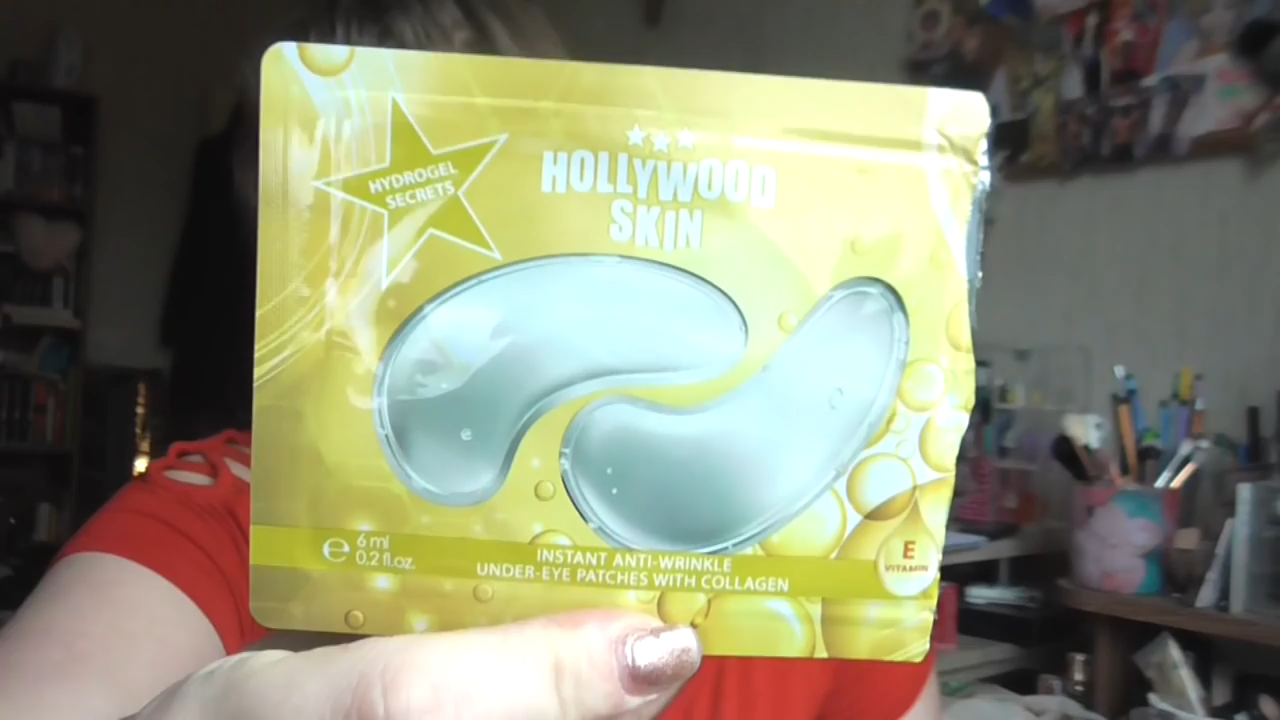 HYDROGEL
SECRETS
HOLLYWOOD
SKIN
e 6 ml
0.2 fl.oz.
INSTANT ANTI-WRINKLE
UNDER-EYE PATCHES WITH COLLAGEN
E
VITAMIN